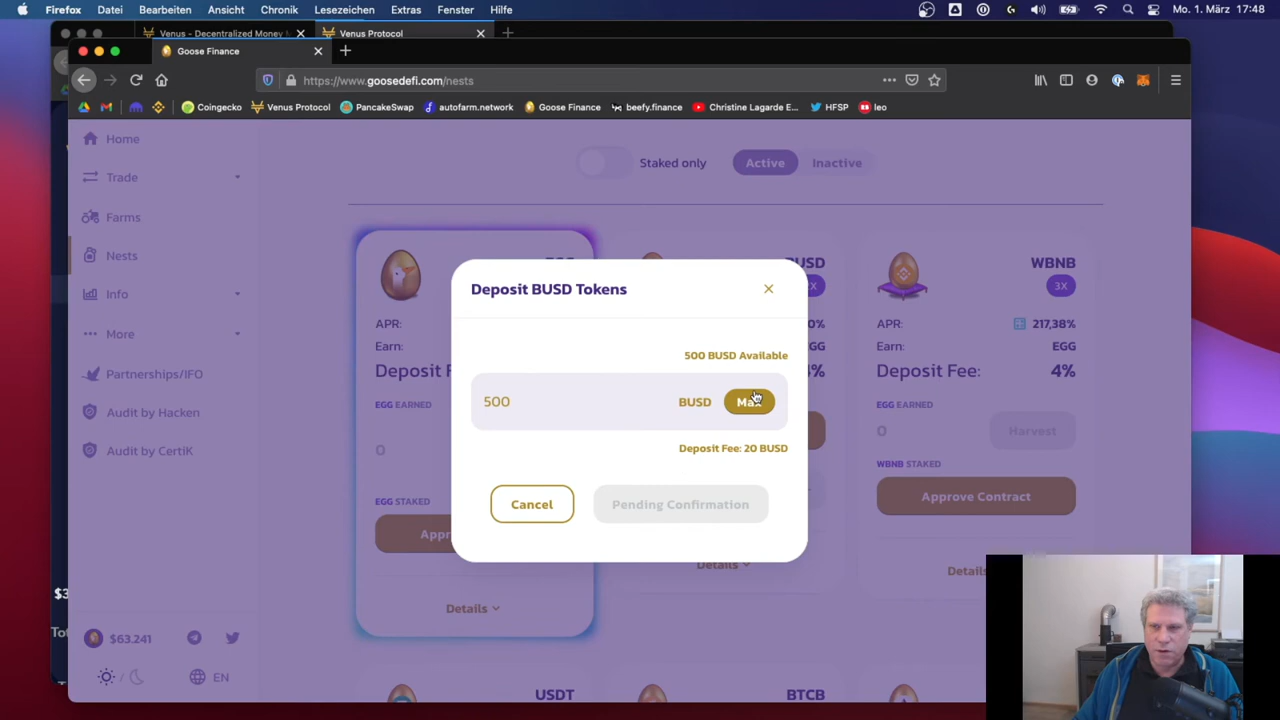 Firefox Datei Bearbeiten Ansicht Chronik Lesezeichen Extras Fenster Hilfe Mo. 1. März 17:48
Venus - Decentralized Money Venus Protocol
Goose Finance
https://www.goosedefi.com/nests
Coingecko Venus Protocol PancakeSwap autofarm.network Goose Finance beefy.finance Christine Lagarde E... HFSP leo
Home
Trade
Farms
Nests
Info
More
Partnerships/IFO
Audit by Hacken
Audit by CertiK
$63.241
EN
Staked only Active Inactive
APR:
Earn:
Deposit
EGG EARNED
0
EGG STAKED
Details
BUSD
EGG
Details
WBNB
3X
APR: 217,38%
Earn: EGG
Deposit Fee: 4%
EGG EARNED
0 Harvest
WBNB STAKED
Approve Contract
Details
Deposit BUSD Tokens
500 BUSD Available
500 BUSD Max
Deposit Fee: 20 BUSD
Cancel Pending Confirmation
USDT
BTCB